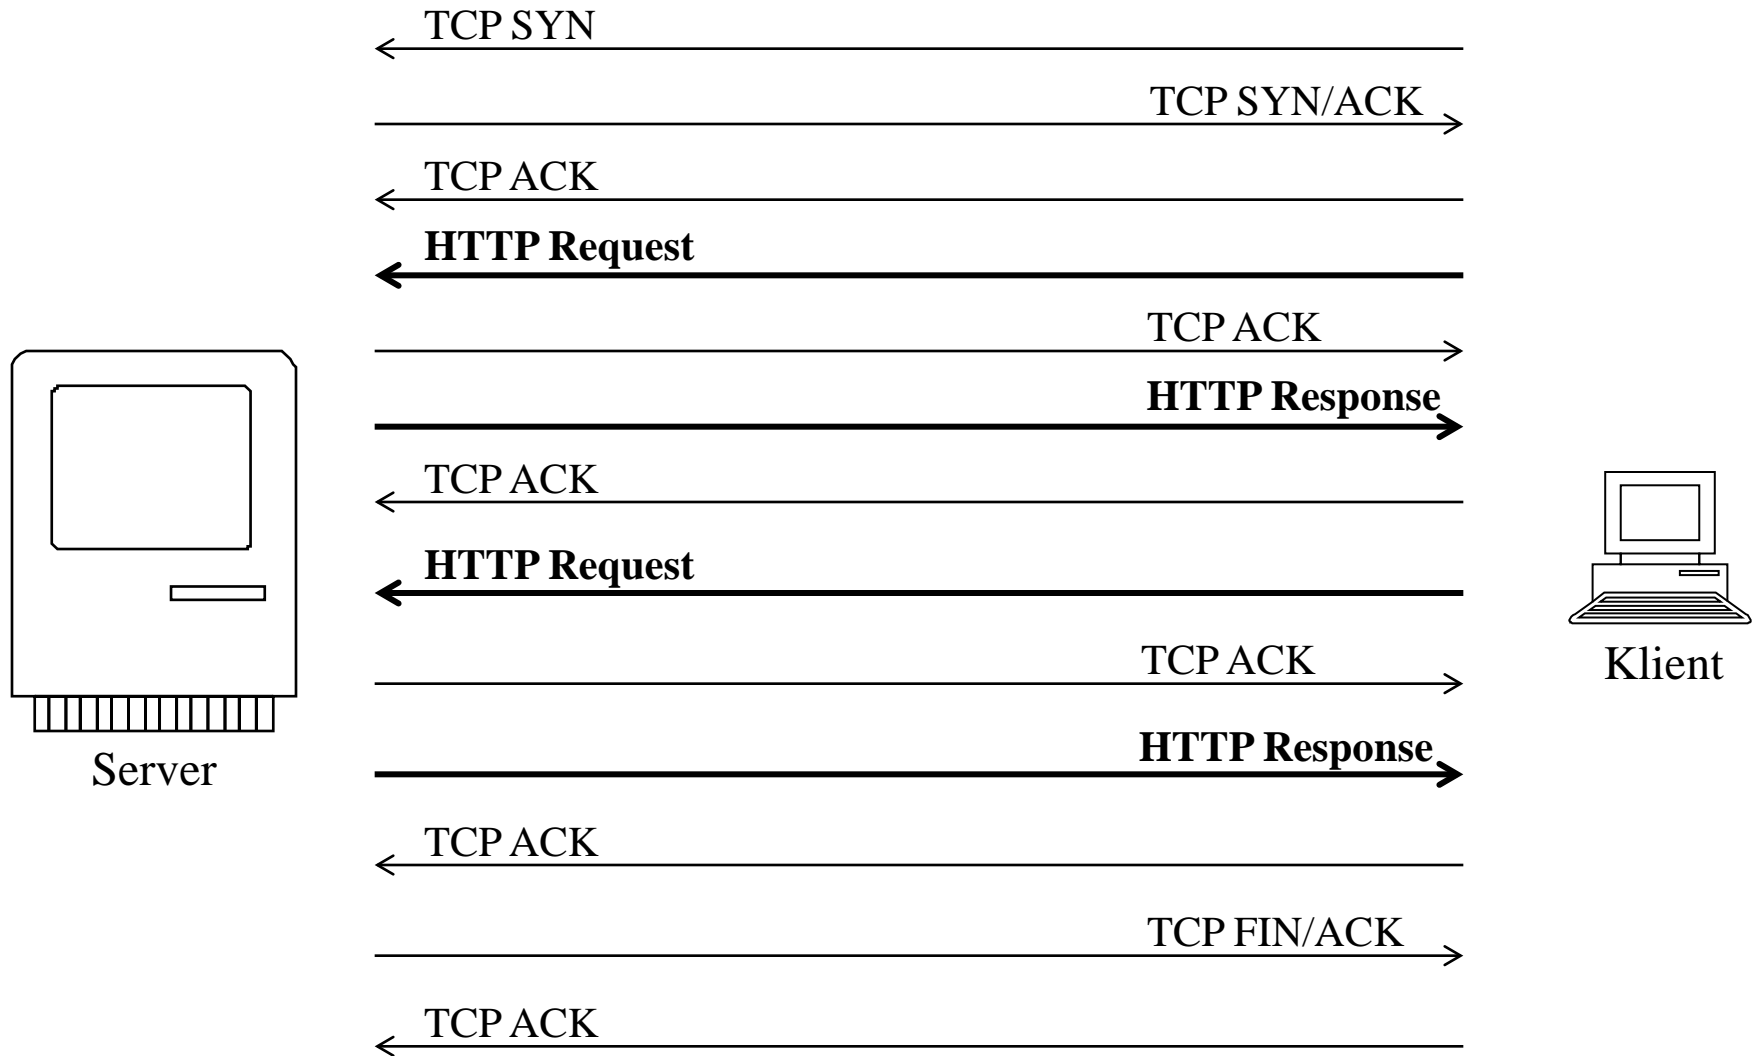 TCP SYN
TCP SYN/ACK
TCP ACK
HTTP Request
TCP ACK
HTTP Response
TCP ACK
HTTP Request
TCP ACK
Klient
HTTP Response
Server
TCP ACK
TCP FIN/ACK
TCP ACK